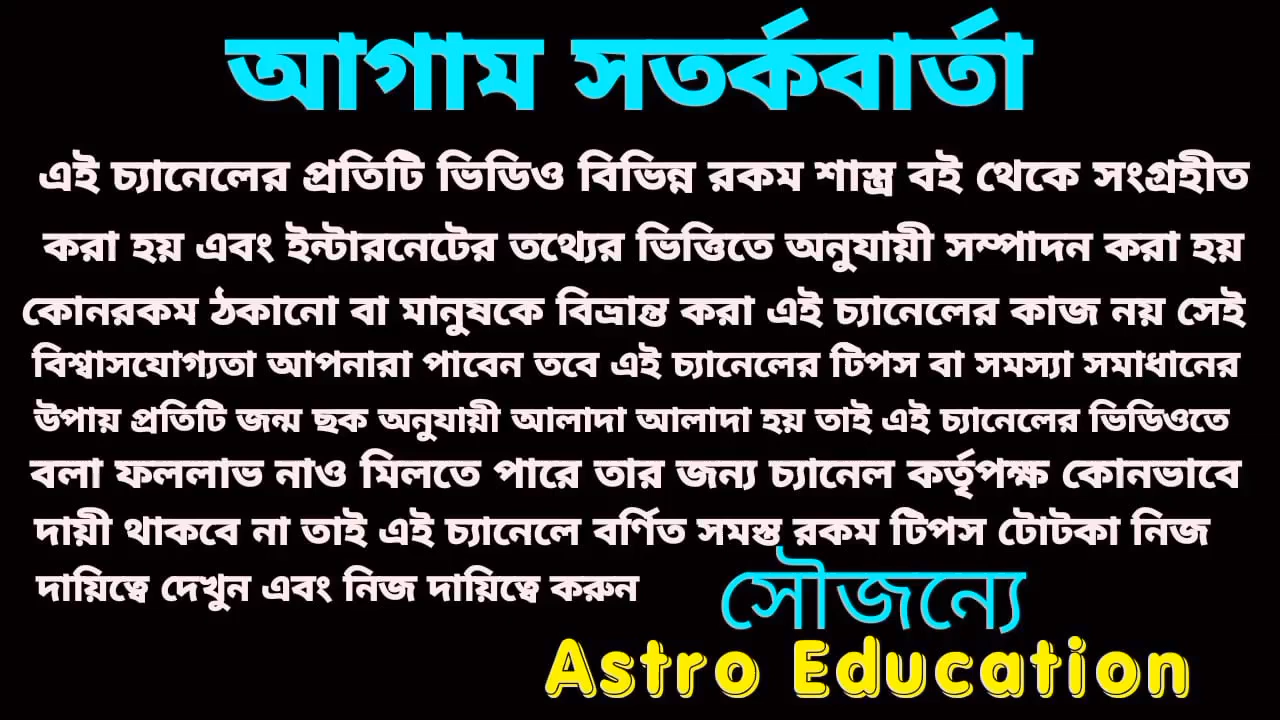 আগাম সতর্কবার্তা
এই চ্যানেলের প্রতিটি ভিডিও বিভিন্ন রকম শাস্ত্র বই থেকে সংগ্রহীত
করা হয় এবং ইন্টারনেটের তথ্যের ভিত্তিতে অনুযায়ী সম্পাদন করা হয়
কোনরকম ঠকানো বা মানুষকে বিভ্রান্ত করা এই চ্যানেলের কাজ নয় সেই
বিশ্বাসযোগ্যতা আপনারা পাবেন তবে এই চ্যানেলের টিপস বা সমস্যা সমাধানের
উপায় প্রতিটি জন্ম ছক অনুযায়ী আলাদা আলাদা হয় তাই এই চ্যানেলের ভিডিওতে
বলা ফললাভ নাও মিলতে পারে তার জন্য চ্যানেল কর্তৃপক্ষ কোনভাবে
দায়ী থাকবে না তাই এই চ্যানেলে বর্ণিত সমস্ত রকম টিপস টোটকা নিজ
দায়িত্বে দেখুন এবং নিজ দায়িত্বে করুন
সৌজন্যে
Astro Education